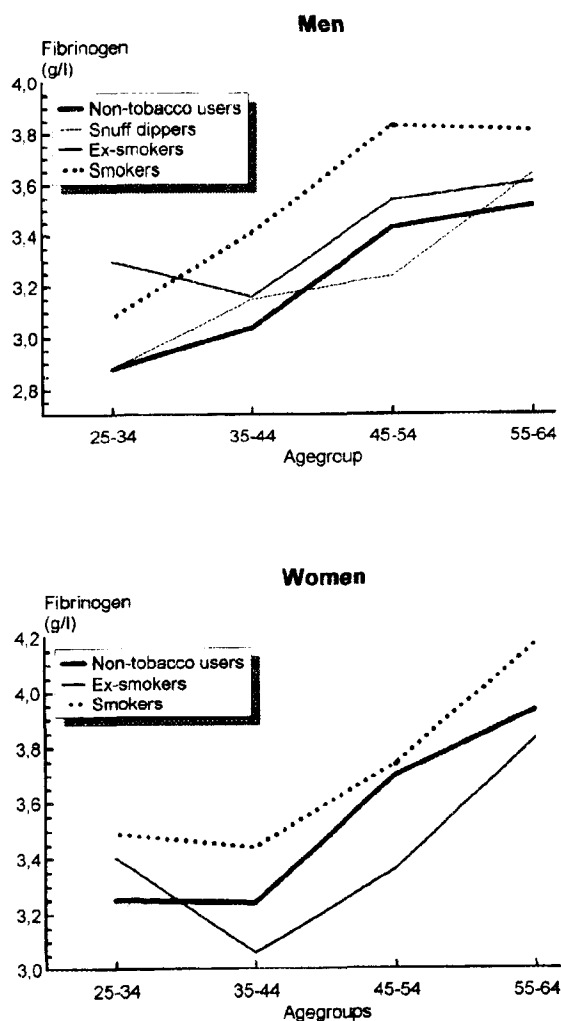 Men
Fibrinogen
(g/l)
4,0
3,8
3,6
3,4
3,2
3,0
2,8
Non-tobacco users
Snuff dippers
Ex-smokers
Smokers
25-34
35-44
45-54
55-64
Agegroup
Women
Fibrinogen
(g/l)
4,2
4,0
3,8
3,6
3,4
3,2
3,0
Non-tobacco users
Ex-smokers
Smokers
25-34
35-44
45-54
55-64
Agegroups